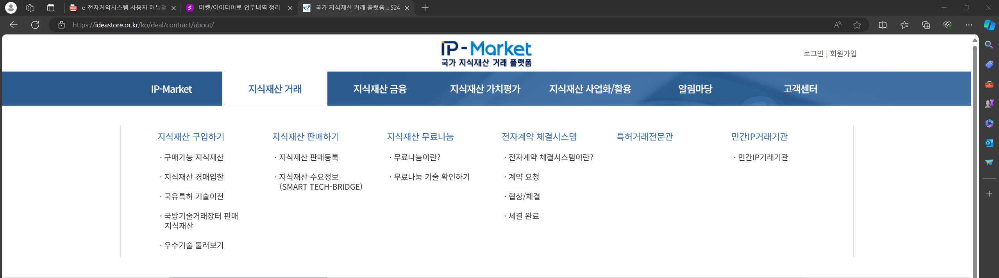 e-전자계약시스템 사용자 매뉴얼
마켓/아이디어로 업무내역 정리
국가 지식재산 거래 플랫폼 :: 524
https://ideastore.or.kr/ko/deal/contract/about/
IP-Market
국가 지식재산 거래 플랫폼
로그인 | 회원가입
IP-Market
지식재산 거래
지식재산 금융
지식재산 가치평가
지식재산 사업화/활용
알림마당
고객센터
지식재산 구입하기
· 구매가능 지식재산
· 지식재산 경매입찰
· 국유특허 기술이전
· 국방기술거래장터 판매
지식재산
· 우수기술 둘러보기
지식재산 판매하기
· 지식재산 판매등록
· 지식재산 수요정보
(SMART TECH-BRIDGE)
지식재산 무료나눔
· 무료나눔이란?
· 무료나눔 기술 확인하기
전자계약 체결시스템
· 전자계약 체결시스템이란?
· 계약 요청
· 협상/체결
· 체결 완료
특허거래전문관
민간IP거래기관
· 민간IP거래기관